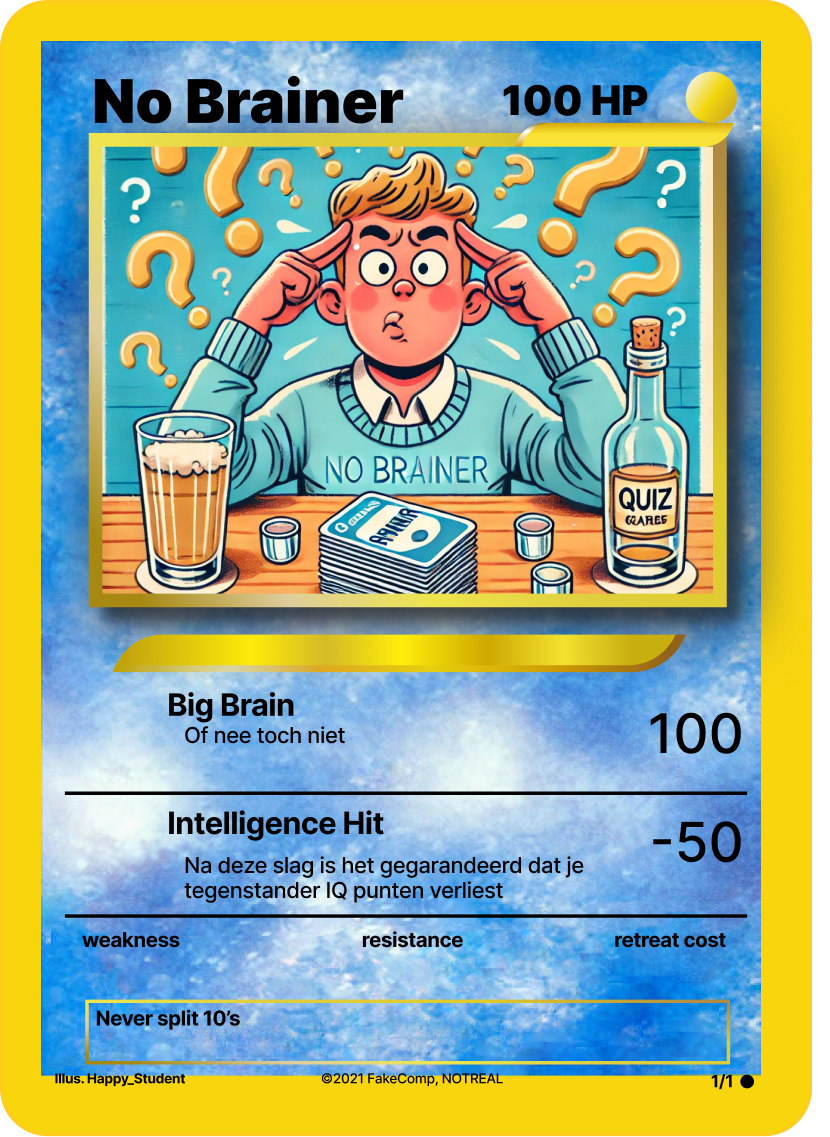 No Brainer
100 HP
NO BRAINER
QUIZ
Big Brain
Of nee toch niet
100
Intelligence Hit
-50
Na deze slag is het gegarandeerd dat je
tegenstander IQ punten verliest
weakness resistance retreat cost
Never split 10's
Illus. Happy_Student ©2021 FakeComp, NOTREAL 1/1